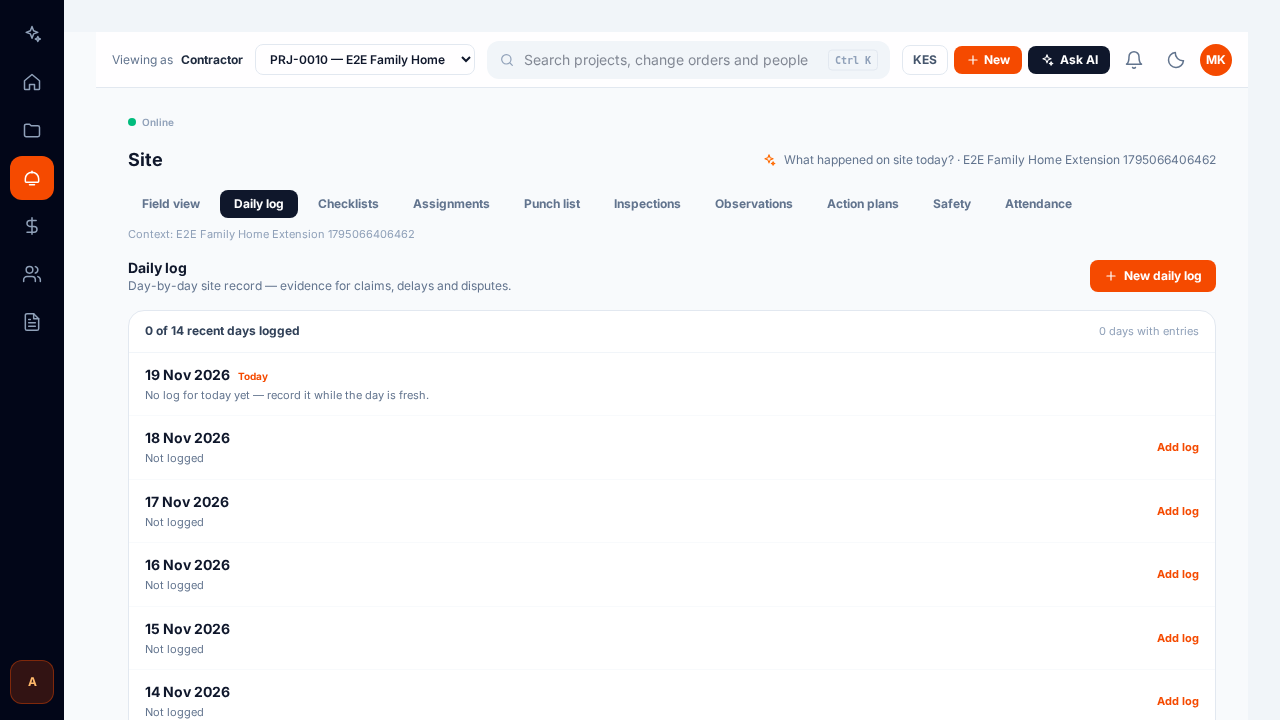 Viewing as Contractor PRJ-0010 — E2E Family Home Search projects, change orders and people Ctrl K KES New Ask AI MK
Online
Site
What happened on site today? · E2E Family Home Extension 1795066406462
Field view Daily log Checklists Assignments Punch list Inspections Observations Action plans Safety Attendance
Context: E2E Family Home Extension 1795066406462
Daily log
Day-by-day site record — evidence for claims, delays and disputes.
New daily log
0 of 14 recent days logged 0 days with entries
19 Nov 2026 Today
No log for today yet — record it while the day is fresh.
18 Nov 2026
Not logged
Add log
17 Nov 2026
Not logged
Add log
16 Nov 2026
Not logged
Add log
15 Nov 2026
Not logged
Add log
14 Nov 2026
Not logged
Add log
A